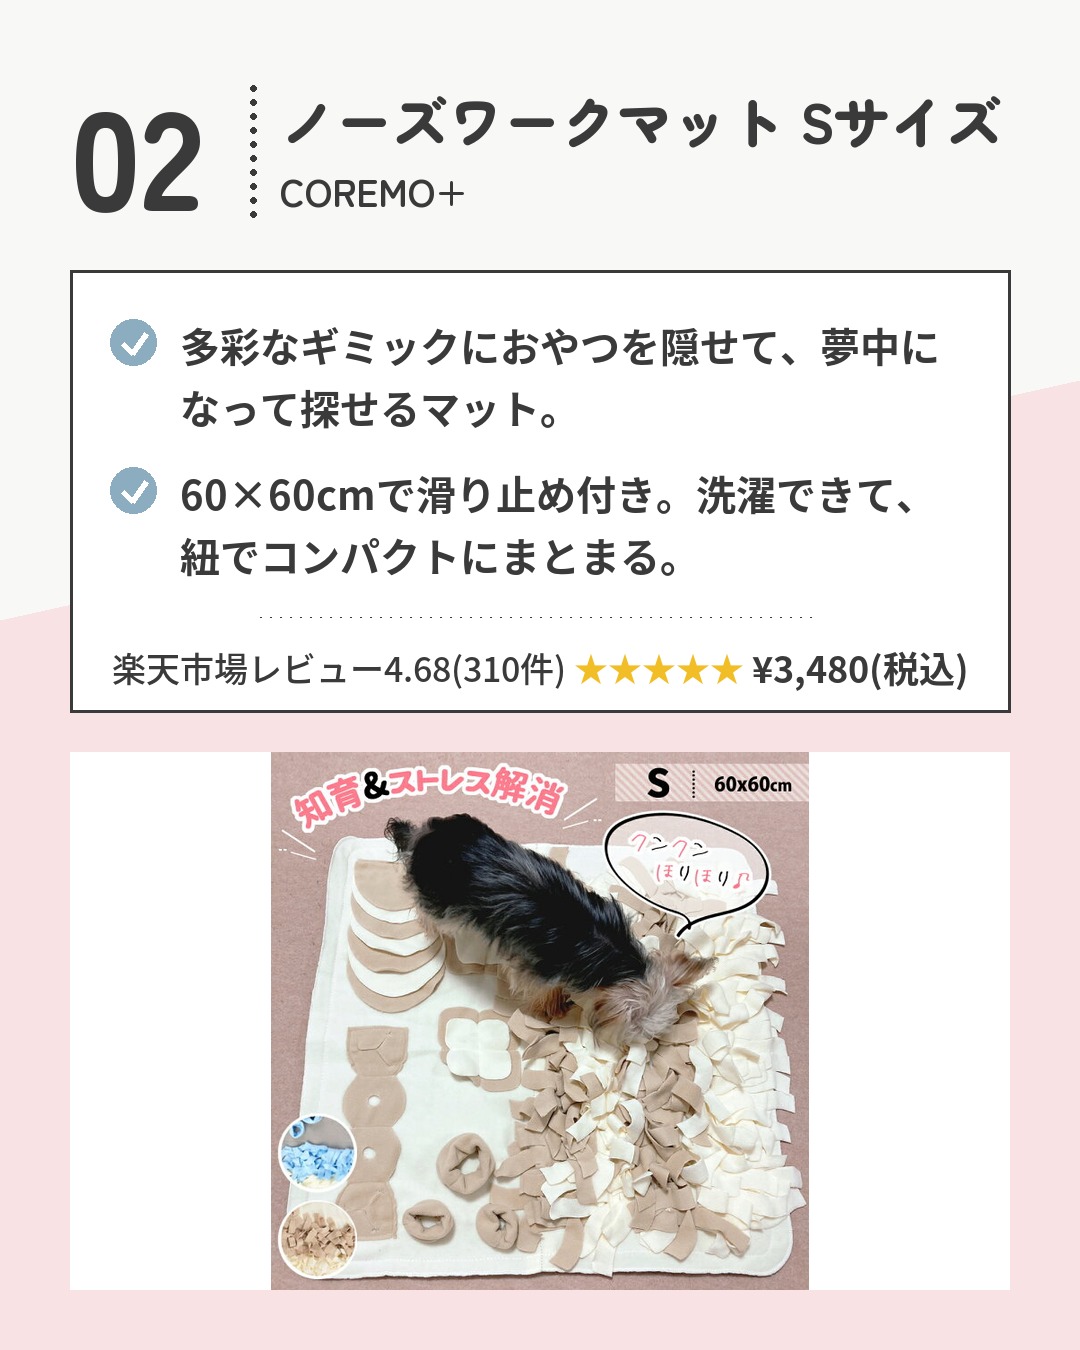 02
ノーズワークマット Sサイズ
COREMO＋
多彩なギミックにおやつを隠せて、夢中に
なって探せるマット。
60×60cmで滑り止め付き。洗濯できて、
紐でコンパクトにまとまる。
楽天市場レビュー4.68(310件) ★★★★★ ¥3,480(税込)
知育&ストレス解消
S 60x60cm
クンクン
ほりほり♪